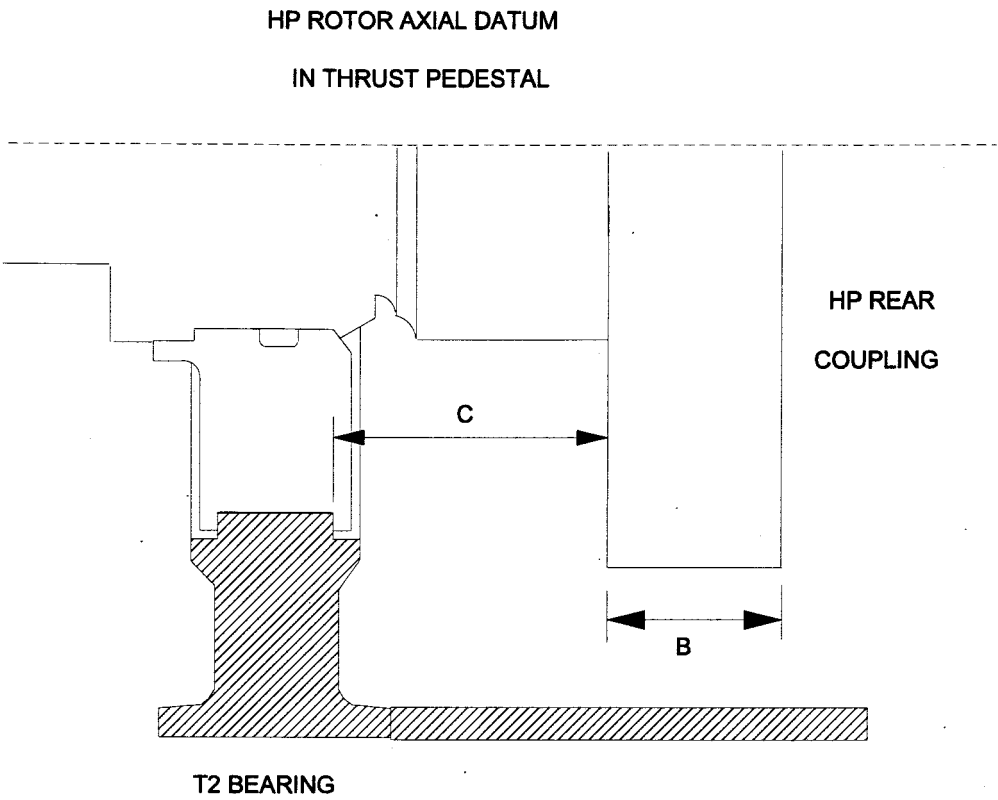 HP ROTOR AXIAL DATUM
IN THRUST PEDESTAL
HP REAR
COUPLING
C
B
T2 BEARING